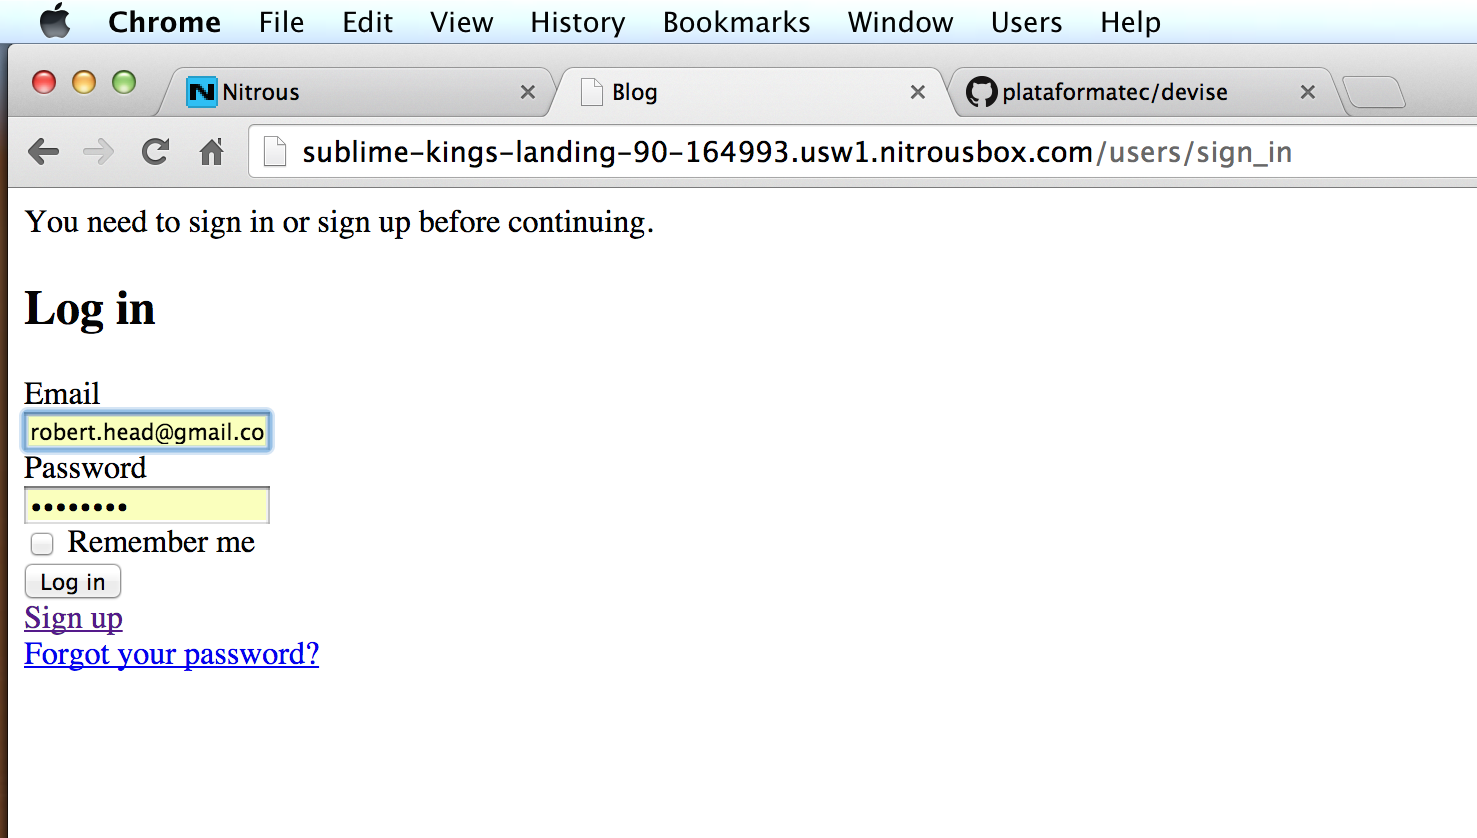 Chrome File Edit View History Bookmarks Window Users Help
Nitrous Blog plataformatec/devise
sublime-kings-landing-90-164993.usw1.nitrousbox.com/users/sign_in
You need to sign in or sign up before continuing.
Log in
Email
robert.head@gmail.co
Password
••••••••
Remember me
Log in
Sign up
Forgot your password?